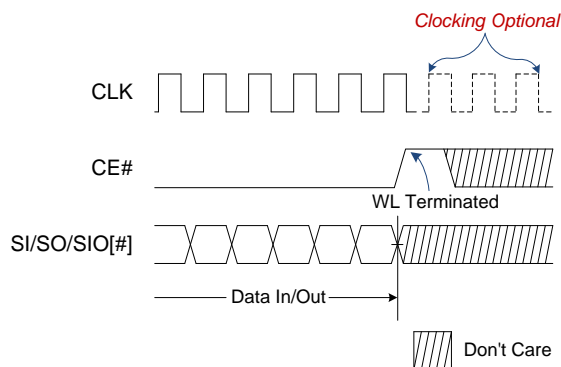 Clocking Optional
CLK
CE#
WL Terminated
SI/SO/SIO[#]
Data In/Out
Don't Care